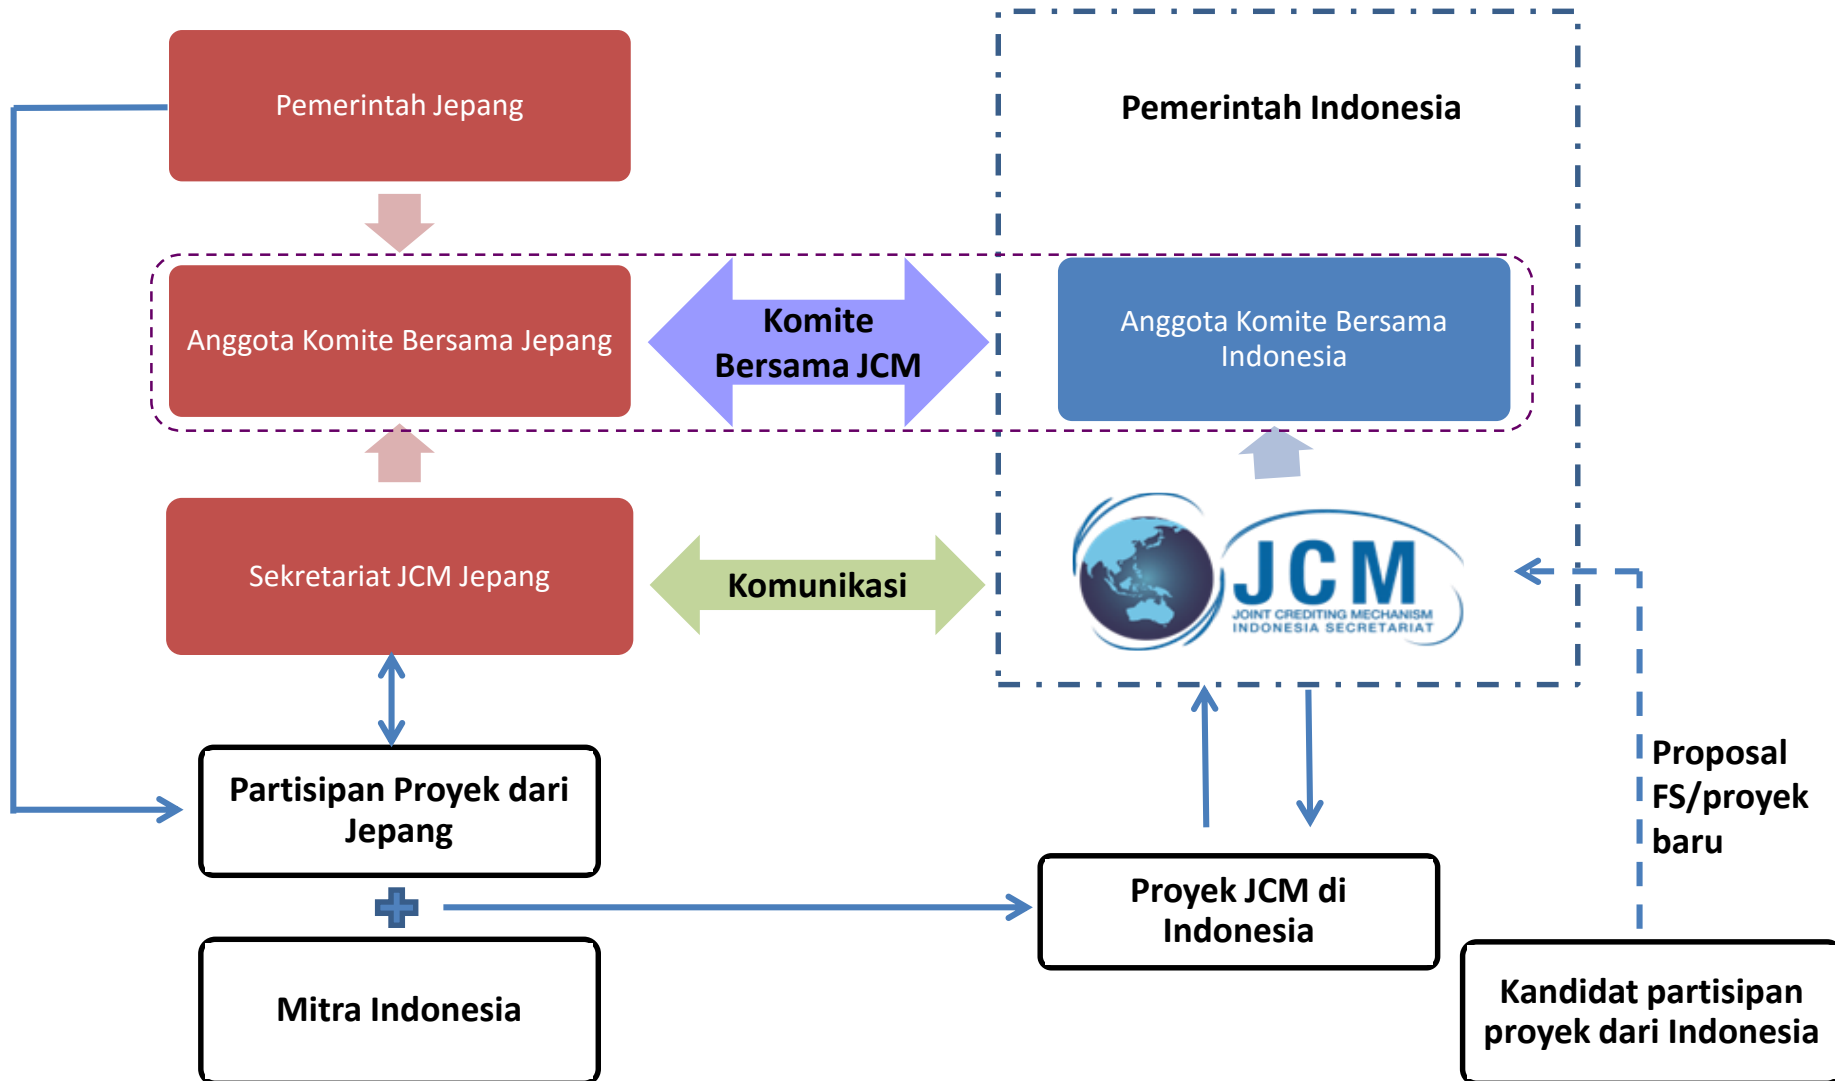 Pemerintah Jepang
Pemerintah Indonesia
Anggota Komite Bersama Jepang
Komite
Bersama JCM
Anggota Komite Bersama
Indonesia
Sekretariat JCM Jepang
Komunikasi
JCM
JOINT CREDITING MECHANISM
INDONESIA SECRETARIAT
Partisipan Proyek dari
Jepang
Proposal
FS/proyek
baru
Mitra Indonesia
Proyek JCM di
Indonesia
Kandidat partisipan
proyek dari Indonesia